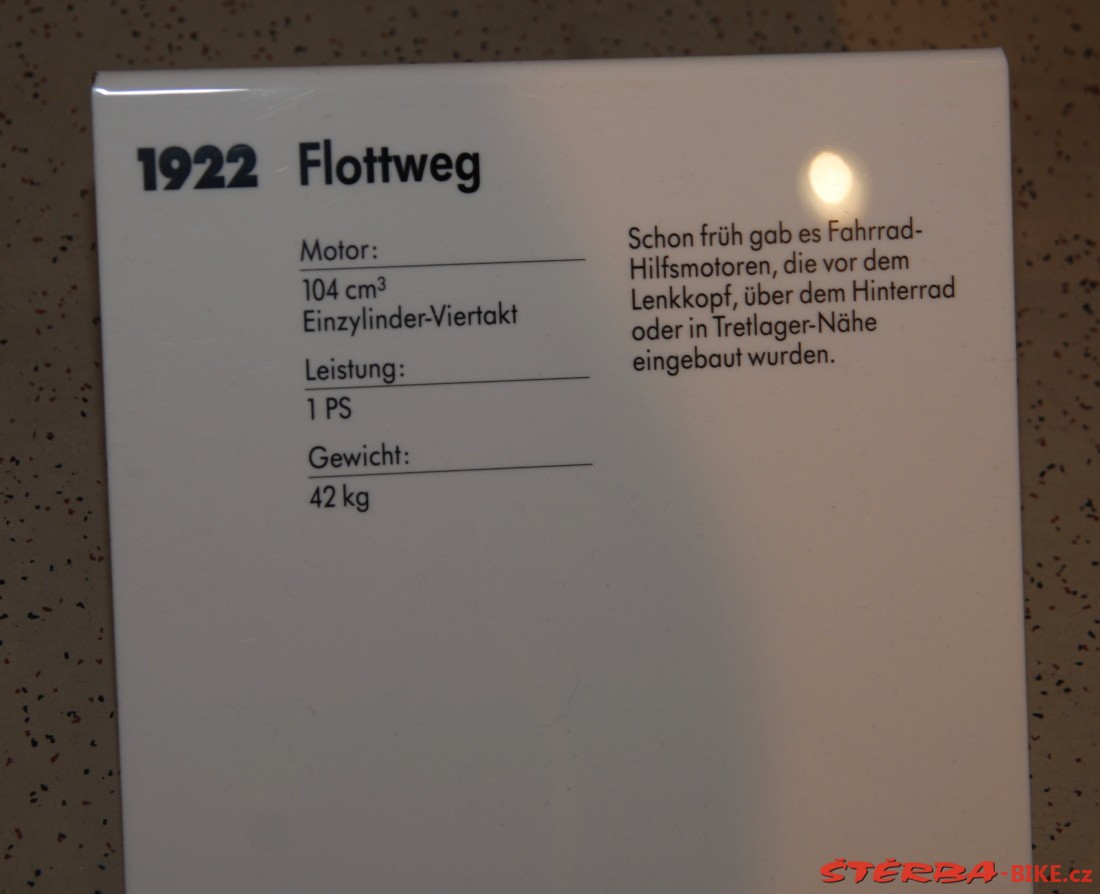 1922 Flottweg
Motor:
104 cm³
Einzylinder-Viertakt
Leistung:
1 PS
Gewicht:
42 kg
Schon früh gab es Fahrrad-
Hilfsmotoren, die vor dem
Lenkkopf, über dem Hinterrad
oder in Tretlager-Nähe
eingebaut wurden.
ŠTĚRBA-BIKE.cz